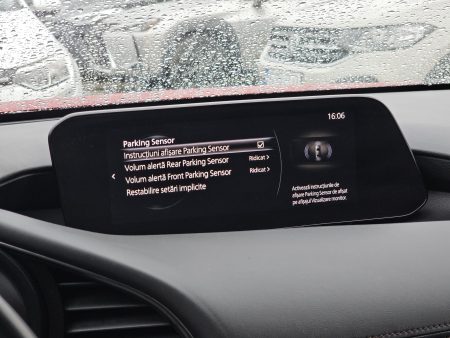 16:06
Parking Sensor
Instrucțiuni afișare Parking Sensor
Volum alertă Rear Parking Sensor Ridicat
Volum alertă Front Parking Sensor Ridicat
Restabilire setări implicite
Activează instrucțiunile de
afișare Parking Sensor de afișat
pe afișajul Vizualizare monitor.